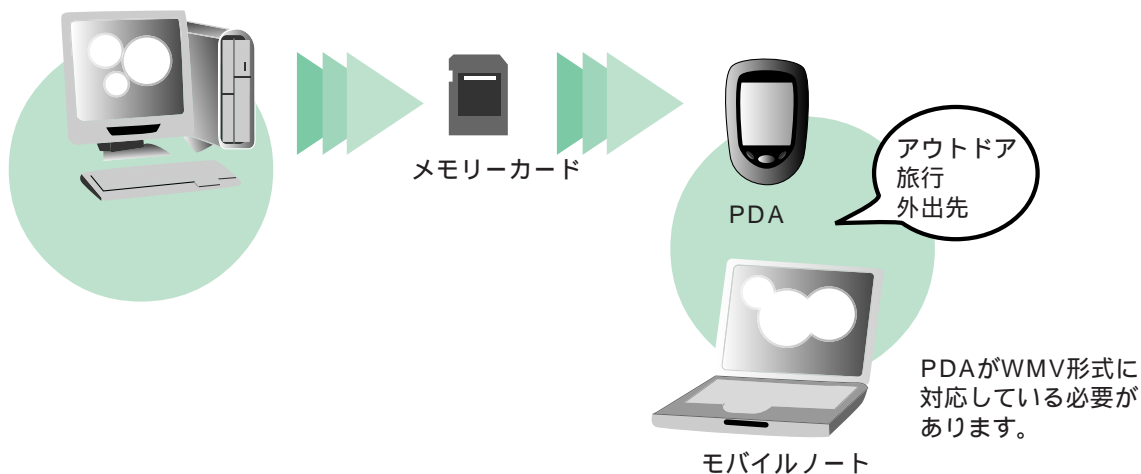 メモリーカード
PDA
アウトドア
旅行
外出先
PDAがWMV形式に
対応している必要が
あります。
モバイルノート